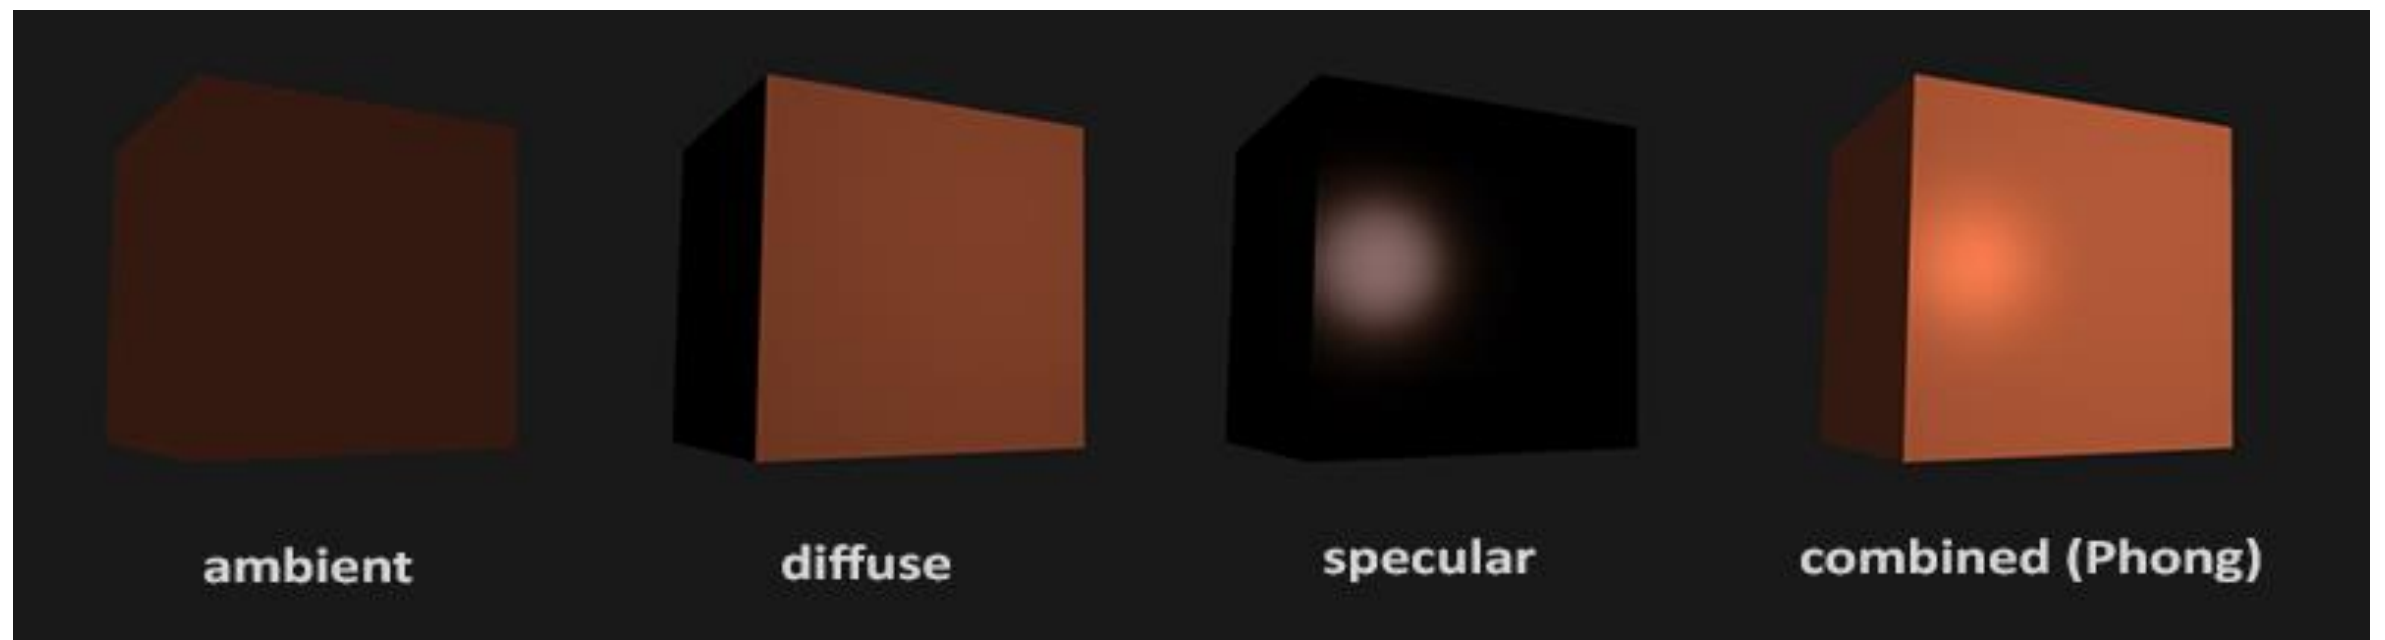 ambient diffuse specular combined (Phong)